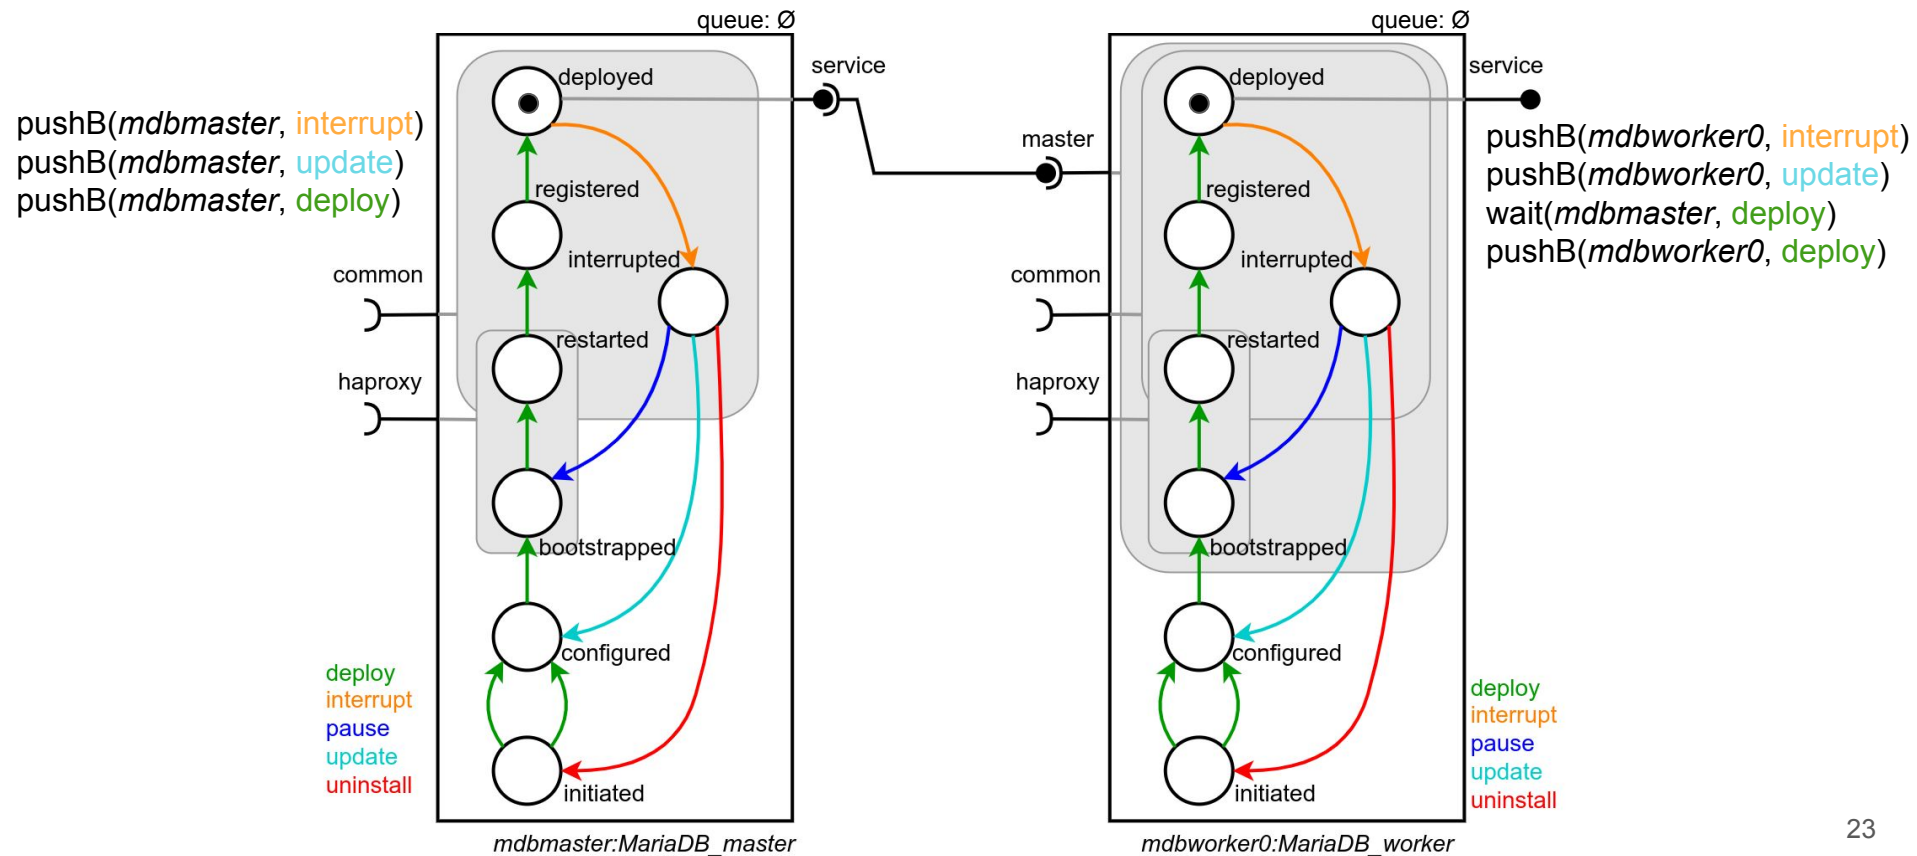 queue: Ø
service
deployed
pushB(mdbmaster, interrupt)
pushB(mdbmaster, update)
pushB(mdbmaster, deploy)
registered
interrupted
common
restarted
haproxy
bootstrapped
configured
deploy
interrupt
pause
update
uninstall
initiated
mdbmaster:MariaDB_master
queue: Ø
service
deployed
master
pushB(mdbworker0, interrupt)
pushB(mdbworker0, update)
wait(mdbmaster, deploy)
pushB(mdbworker0, deploy)
registered
interrupted
common
restarted
haproxy
bootstrapped
configured
deploy
interrupt
pause
update
uninstall
initiated
mdbworker0:MariaDB_worker
23